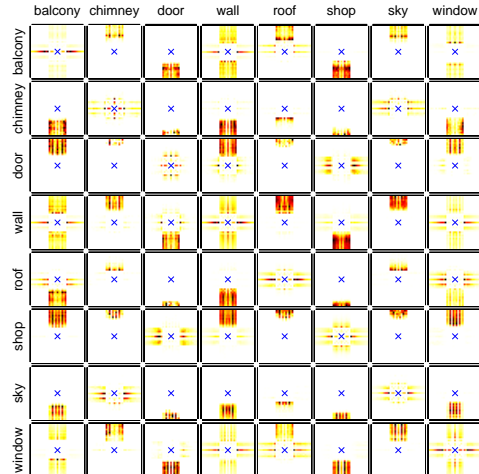 balcony chimney door wall roof shop sky window
balcony
chimney
door
wall
roof
shop
sky
window